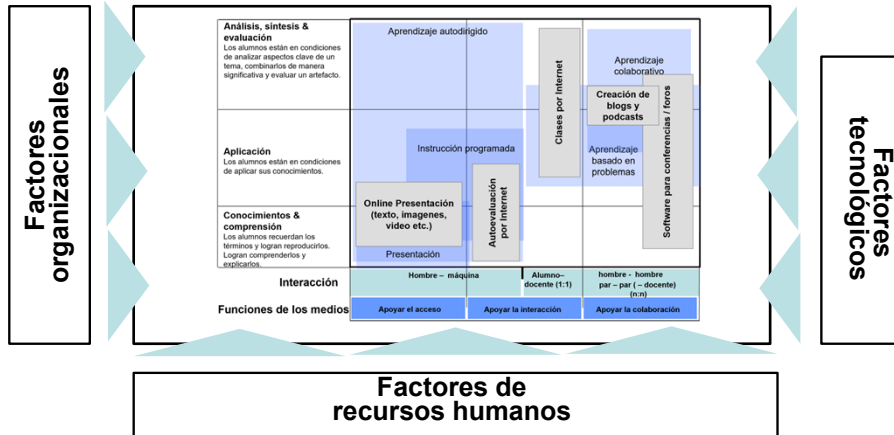 Factores
organizacionales
Análisis, sintesis &
evaluación
Los alumnos están en condiciones
de analizar aspectos clave de un
tema, combinarlos de manera
significativa y evaluar un artefacto.
Aplicación
Los alumnos están en condiciones
de aplicar sus conocimientos.
Conocimientos &
comprensión
Los alumnos recuerdan los
términos y logran reproducirlos.
Logran comprenderlos y
explicarlos.
Aprendizaje autodirigido
Instrucción programada
Online Presentación
(texto, imagenes,
video etc.)
Presentación
Autoevaluación
por Internet
Clases por Internet
Aprendizaje
colaborativo
Creación de
blogs y
podcasts
Aprendizaje
basado en
problemas
Software para conferencias / foros
Interacción
Hombre – máquina
Alumno–
docente (1:1)
hombre - hombre
par – par ( – docente)
(n:n)
Funciones de los medios
Apoyar el acceso
Apoyar la interacción
Apoyar la colaboración
Factores
tecnológicos
Factores de
recursos humanos